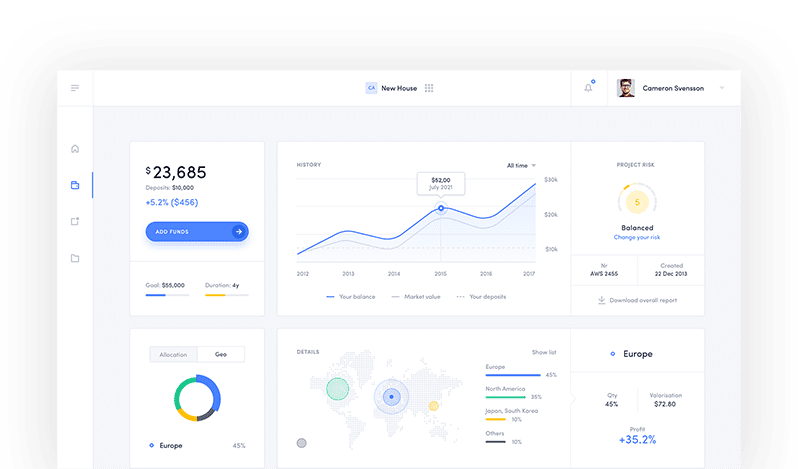 CA New House
Cameron Svensson
$23,685
Deposits: $10,000
+5.2% ($456)
ADD FUNDS
Goal: $55,000
Duration: 4y
HISTORY
All time
$52,00
July 2021
$30k
$20k
$10k
2012 2013 2014 2015 2016 2017
Your balance
Market value
Your deposits
PROJECT RISK
5
Balanced
Change your risk
Nr
AWS 2455
Created
22 Dec 2013
Download overall report
Allocation
Geo
Europe 45%
DETAILS
Show list
Europe
45%
North America
35%
Japan, South Korea
10%
Others
10%
Europe
Qty
45%
Valorisation
$72.80
Profit
+35.2%